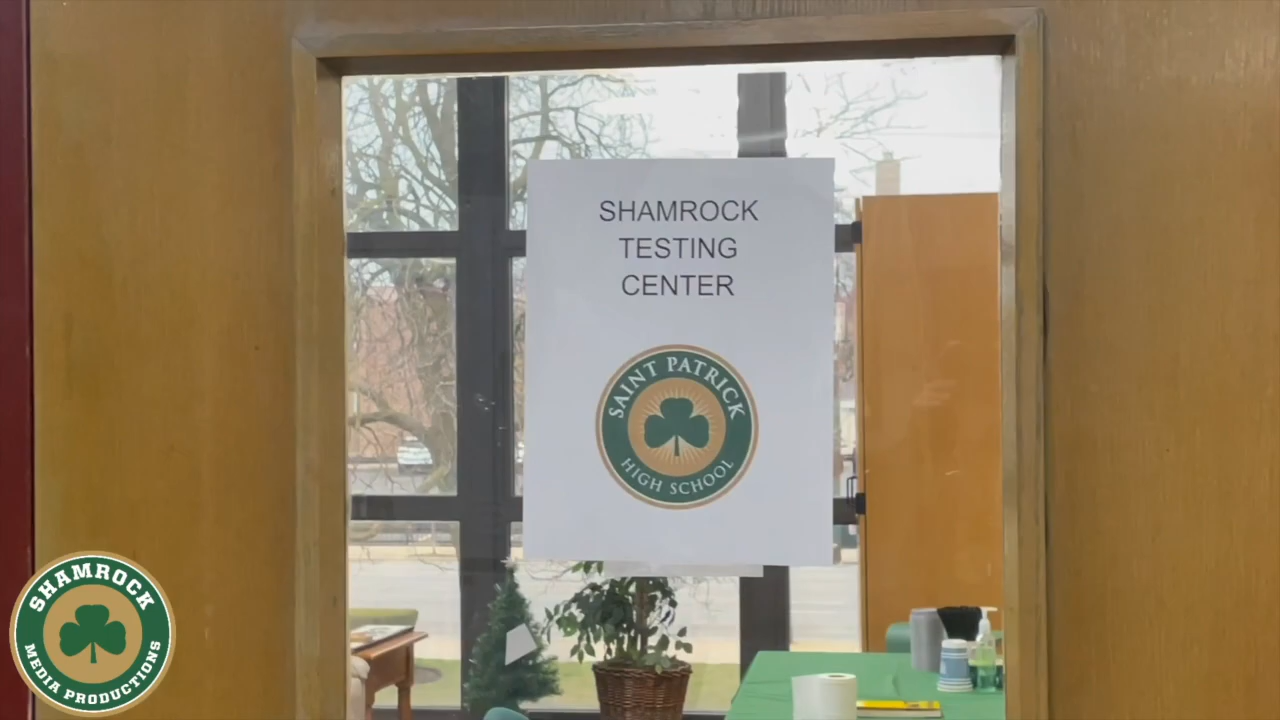 SHAMROCK
TESTING
CENTER
SAINT PATRICK
HIGH SCHOOL
SHAMROCK
MEDIA PRODUCTIONS